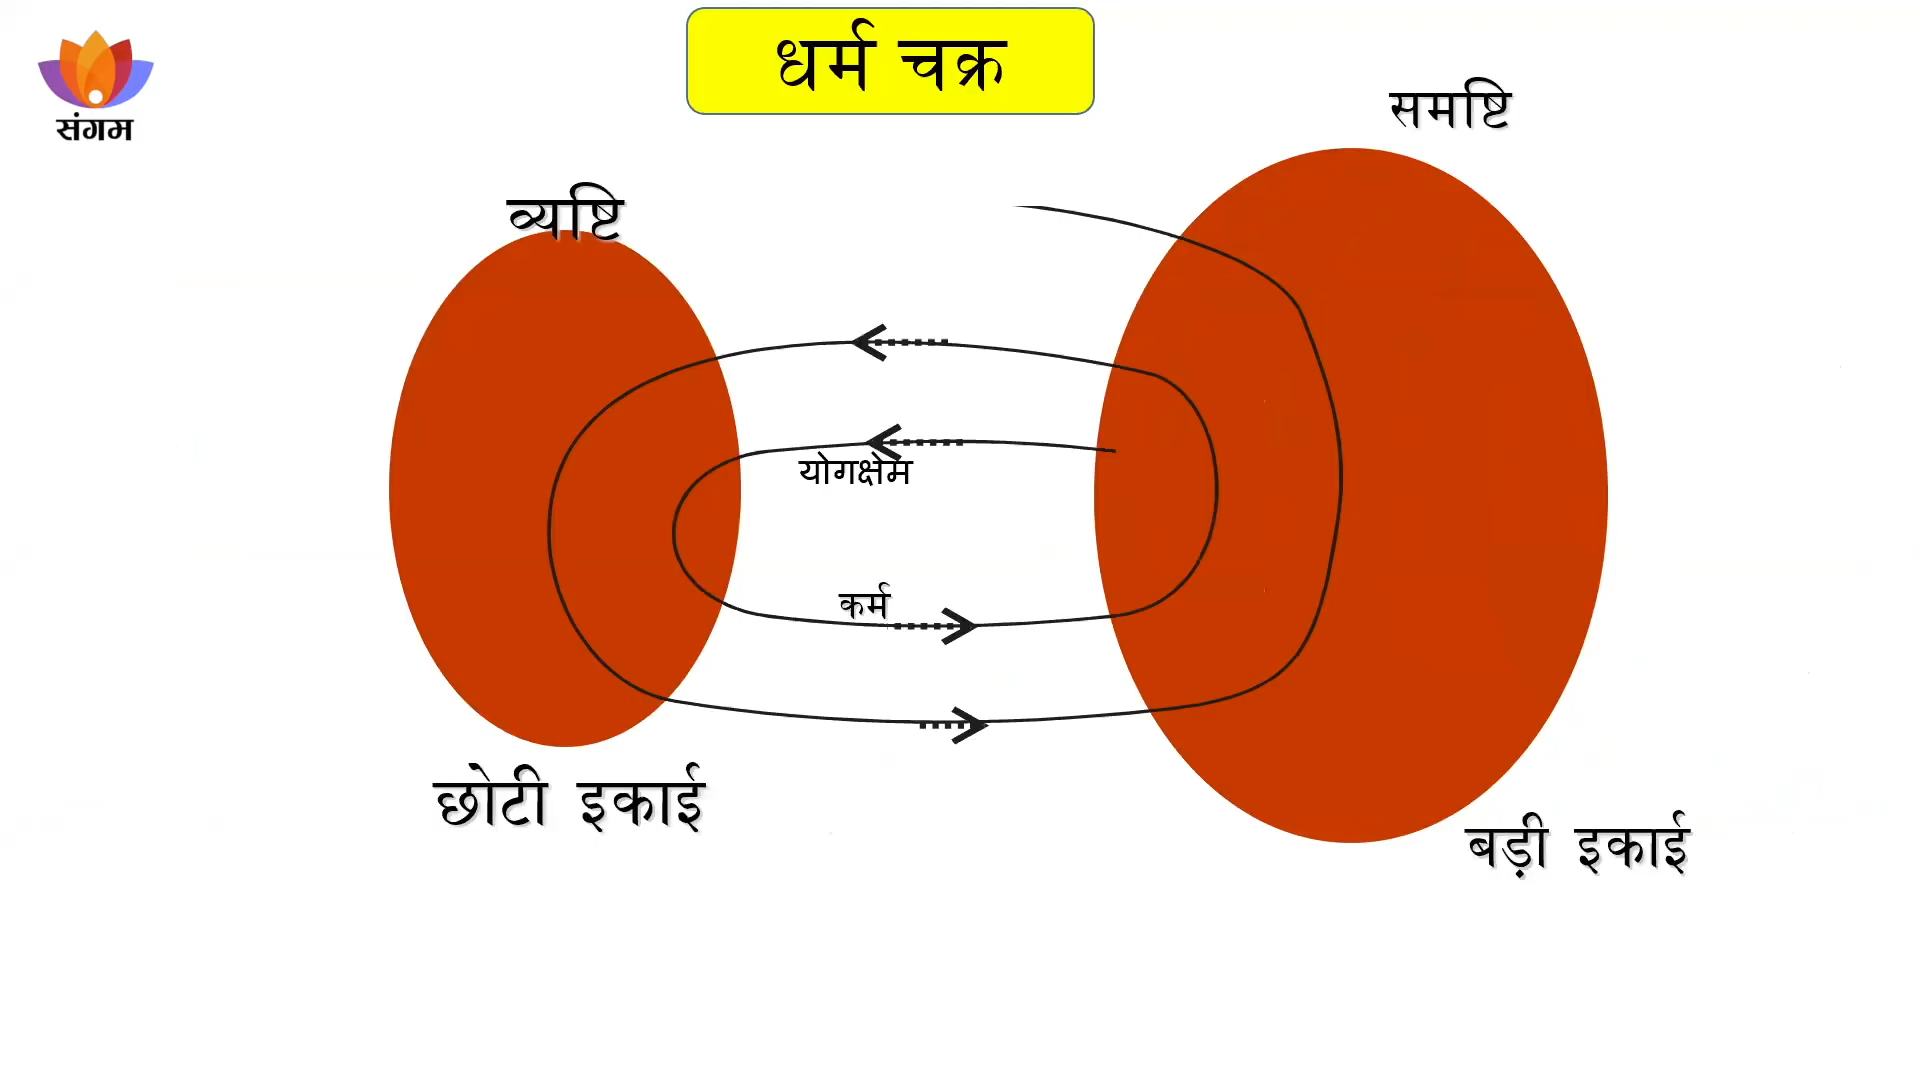 धर्म चक्र
संगम
समष्टि
व्यष्टि
योगक्षेम
कर्म
छोटी इकाई
बड़ी इकाई